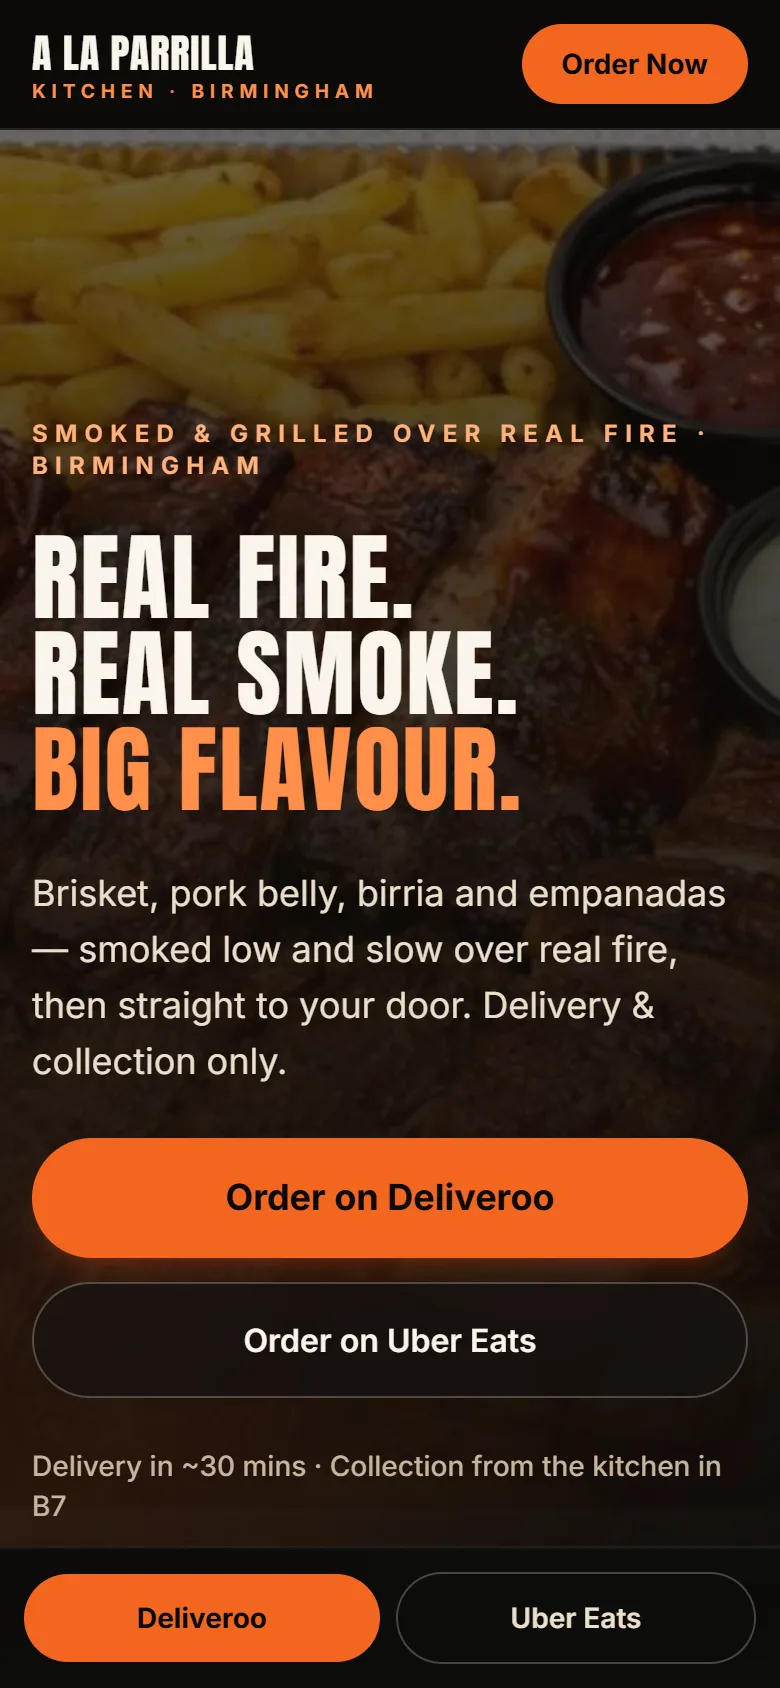 A LA PARRILLA
KITCHEN · BIRMINGHAM
Order Now
SMOKED & GRILLED OVER REAL FIRE ·
BIRMINGHAM
REAL FIRE.
REAL SMOKE.
BIG FLAVOUR.
Brisket, pork belly, birria and empanadas
— smoked low and slow over real fire,
then straight to your door. Delivery &
collection only.
Order on Deliveroo
Order on Uber Eats
Delivery in ~30 mins · Collection from the kitchen in
B7
Deliveroo
Uber Eats